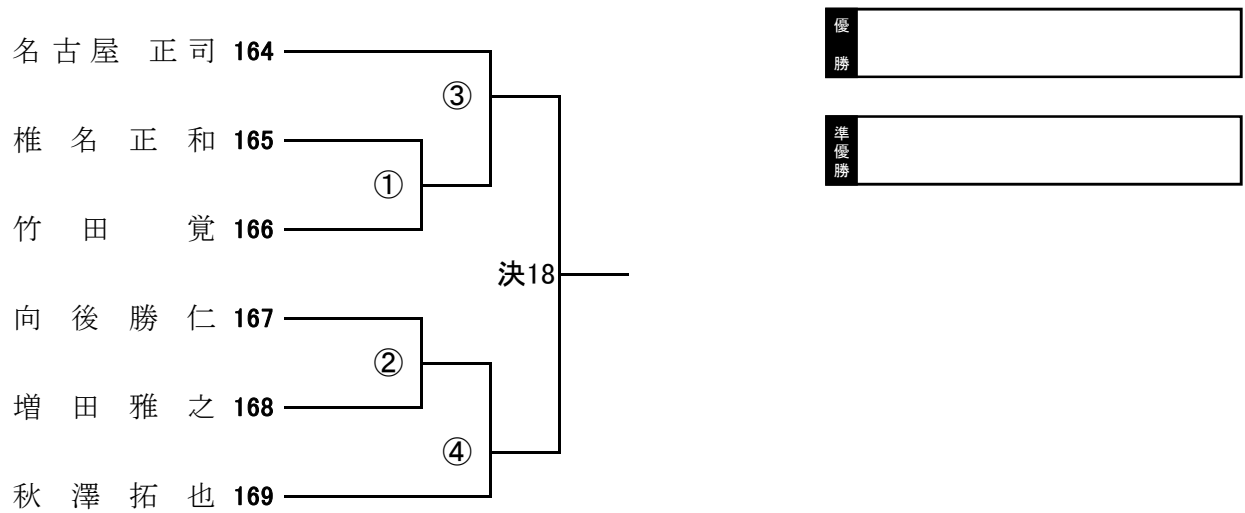 名古屋 正司 164
③
椎名正和 165
①
竹田 覚 166
決18
向後勝仁 167
②
増田雅之 168
④
秋澤拓也 169
優勝
準優勝